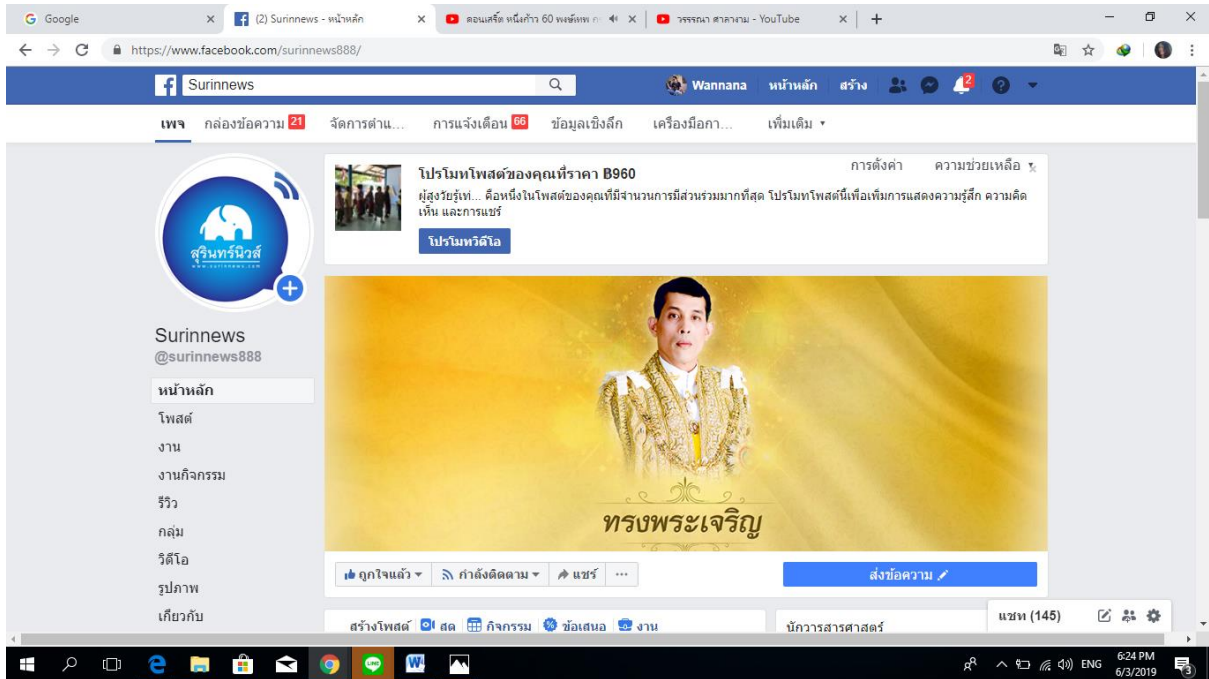 Google
(2) Surinnews - หน้าหลัก
คอนเสริ์ต หนึ่งก้าว 60 พงษ์เทพ
วรรรณา ศาลางาม - YouTube
https://www.facebook.com/surinnews888/
Surinnews
Wannana
หน้าหลัก
สร้าง
2
เพจ
กล่องข้อความ 21
จัดการตำแ...
การแจ้งเตือน 66
ข้อมูลเชิงลึก
เครื่องมือกา...
เพิ่มเติม
การตั้งค่า
ความช่วยเหลือ
โปรโมทโพสต์ของคุณที่ราคา ฿960
ผู้สูงวัยรู้เท่... คือหนึ่งในโพสต์ของคุณที่มีจำนวนการมีส่วนร่วมมากที่สุด โปรโมทโพสต์นี้เพื่อเพิ่มการแสดงความรู้สึก ความคิด
เห็น และการแชร์
โปรโมทวิดีโอ
สุรินทร์นิวส์
www.surinnews.com
Surinnews
@surinnews888
หน้าหลัก
โพสต์
งาน
งานกิจกรรม
รีวิว
กลุ่ม
วิดีโอ
รูปภาพ
เกี่ยวกับ
ทรงพระเจริญ
ถูกใจแล้ว
กำลังติดตาม
แชร์
ส่งข้อความ
สร้างโพสต์
สด
กิจกรรม
ข้อเสนอ
งาน
นักวารสารศาสตร์
แชท (145)
LINE
ENG
6:24 PM
6/3/2019
3